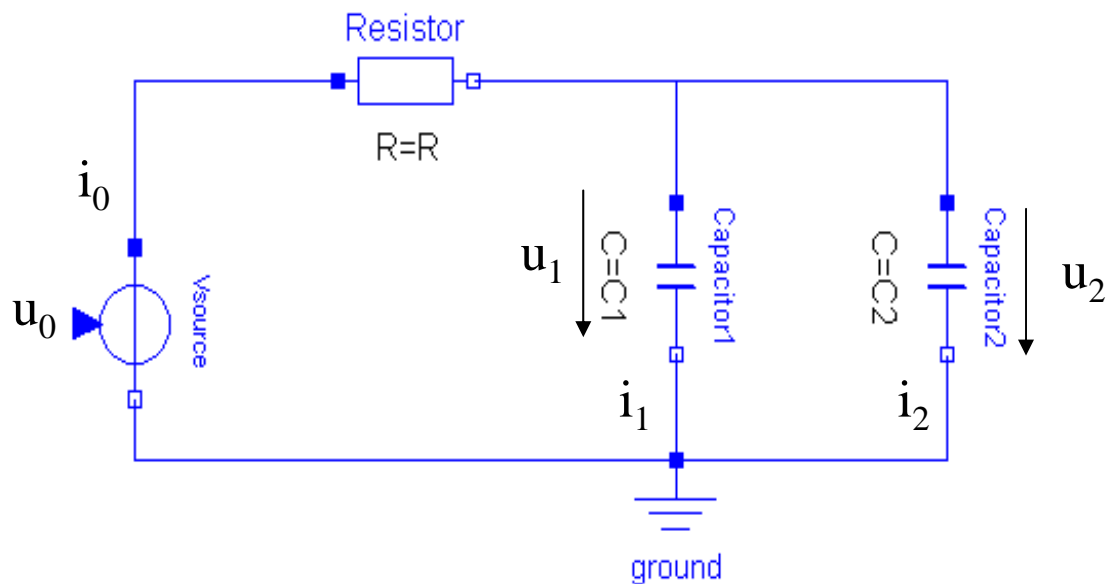 Resistor
R=R
i₀
u₀
Vsource
u₁
C=C1
Capacitor1
i₁
C=C2
Capacitor2
u₂
i₂
ground